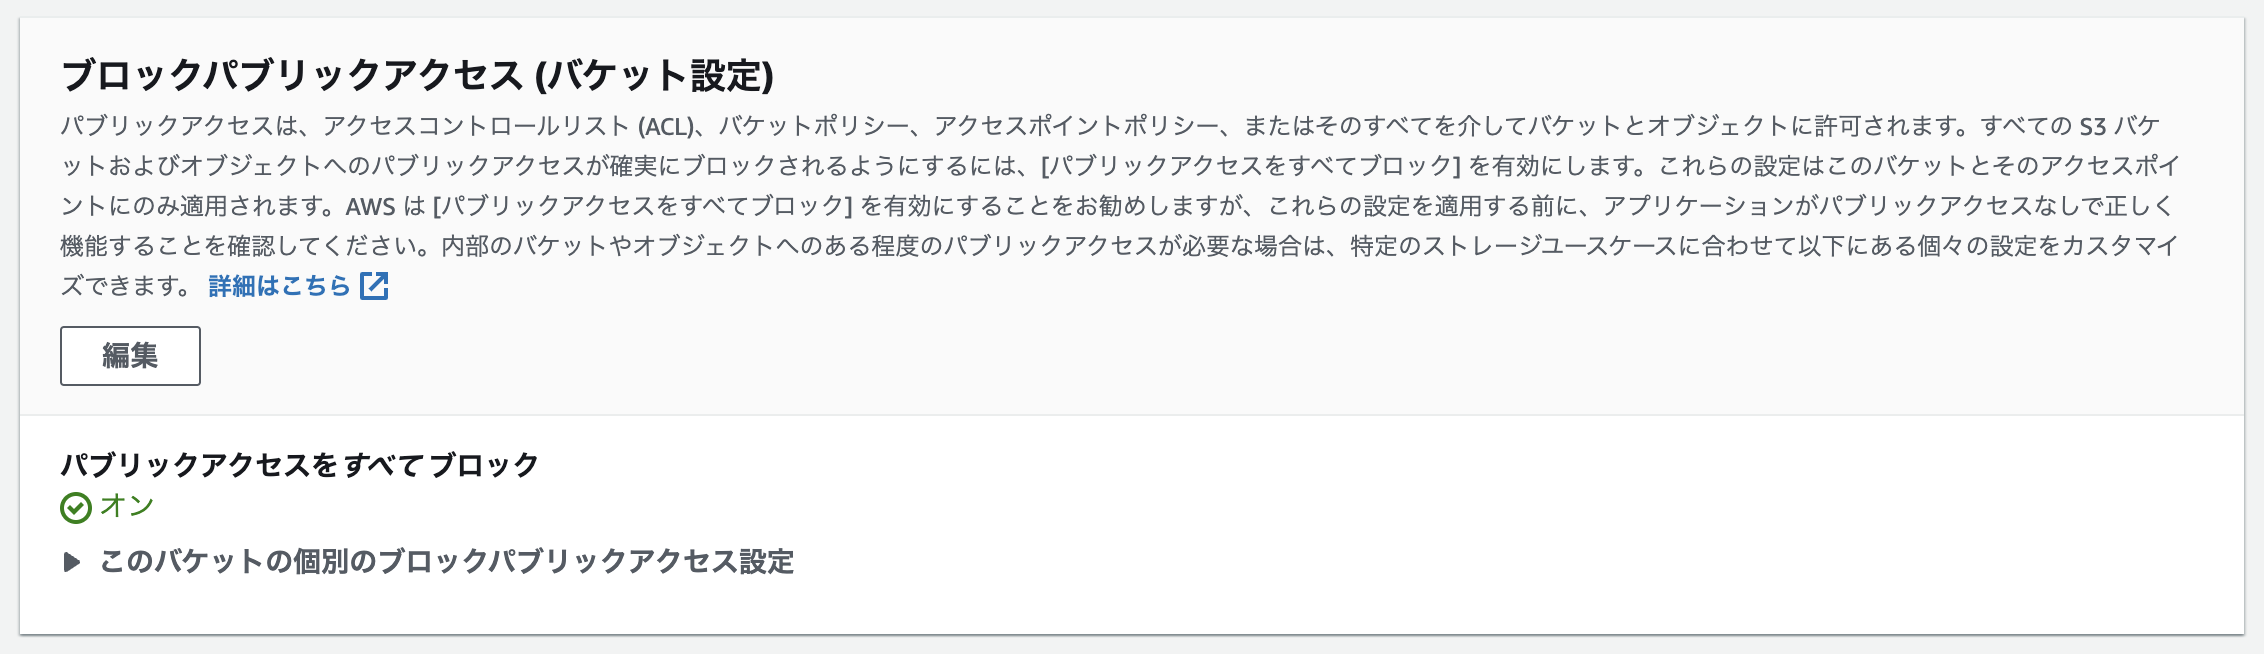 ブロックパブリックアクセス (バケット設定)
パブリックアクセスは、アクセスコントロールリスト (ACL)、バケットポリシー、アクセスポイントポリシー、またはそのすべてを介してバケットとオブジェクトに許可されます。すべての S3 バケ
ットおよびオブジェクトへのパブリックアクセスが確実にブロックされるようにするには、[パブリックアクセスをすべてブロック] を有効にします。これらの設定はこのバケットとそのアクセスポイ
ントにのみ適用されます。AWS は [パブリックアクセスをすべてブロック] を有効にすることをお勧めしますが、これらの設定を適用する前に、アプリケーションがパブリックアクセスなしで正しく
機能することを確認してください。内部のバケットやオブジェクトへのある程度のパブリックアクセスが必要な場合は、特定のストレージユースケースに合わせて以下にある個々の設定をカスタマイ
ズできます。 詳細はこちら
編集
パブリックアクセスをすべてブロック
オン
このバケットの個別のブロックパブリックアクセス設定